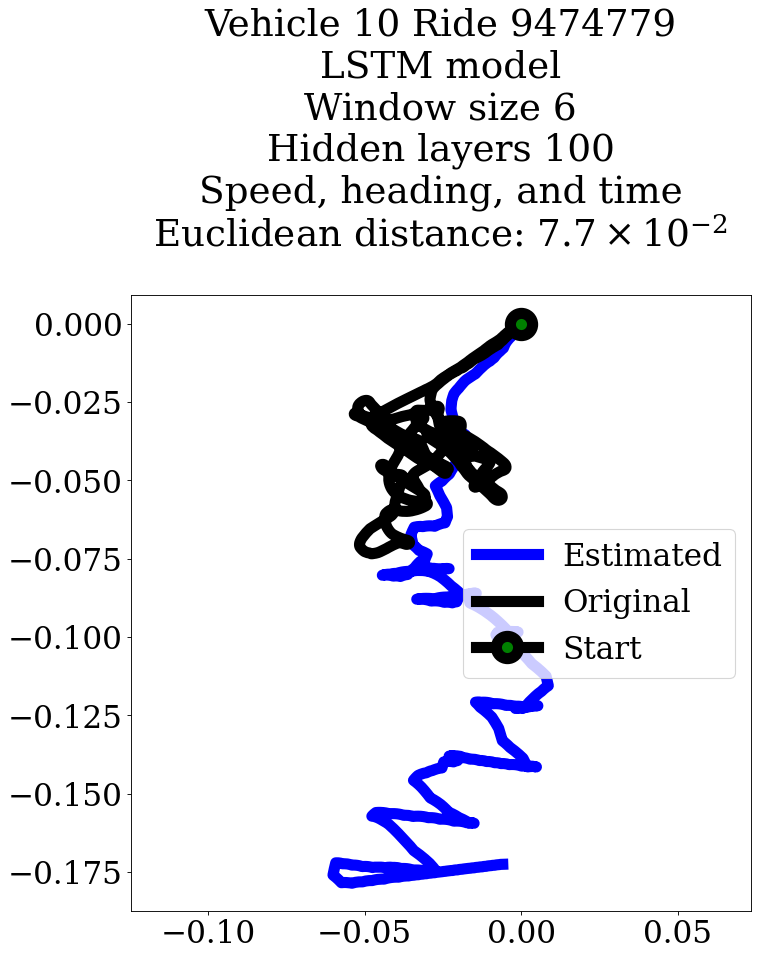 Vehicle 10 Ride 9474779
LSTM model
Window size 6
Hidden layers 100
Speed, heading, and time
Euclidean distance: 7.7 × 10⁻²
0.000
−0.025
−0.050
−0.075
−0.100
−0.125
−0.150
−0.175
Estimated
Original
Start
−0.10
−0.05
0.00
0.05